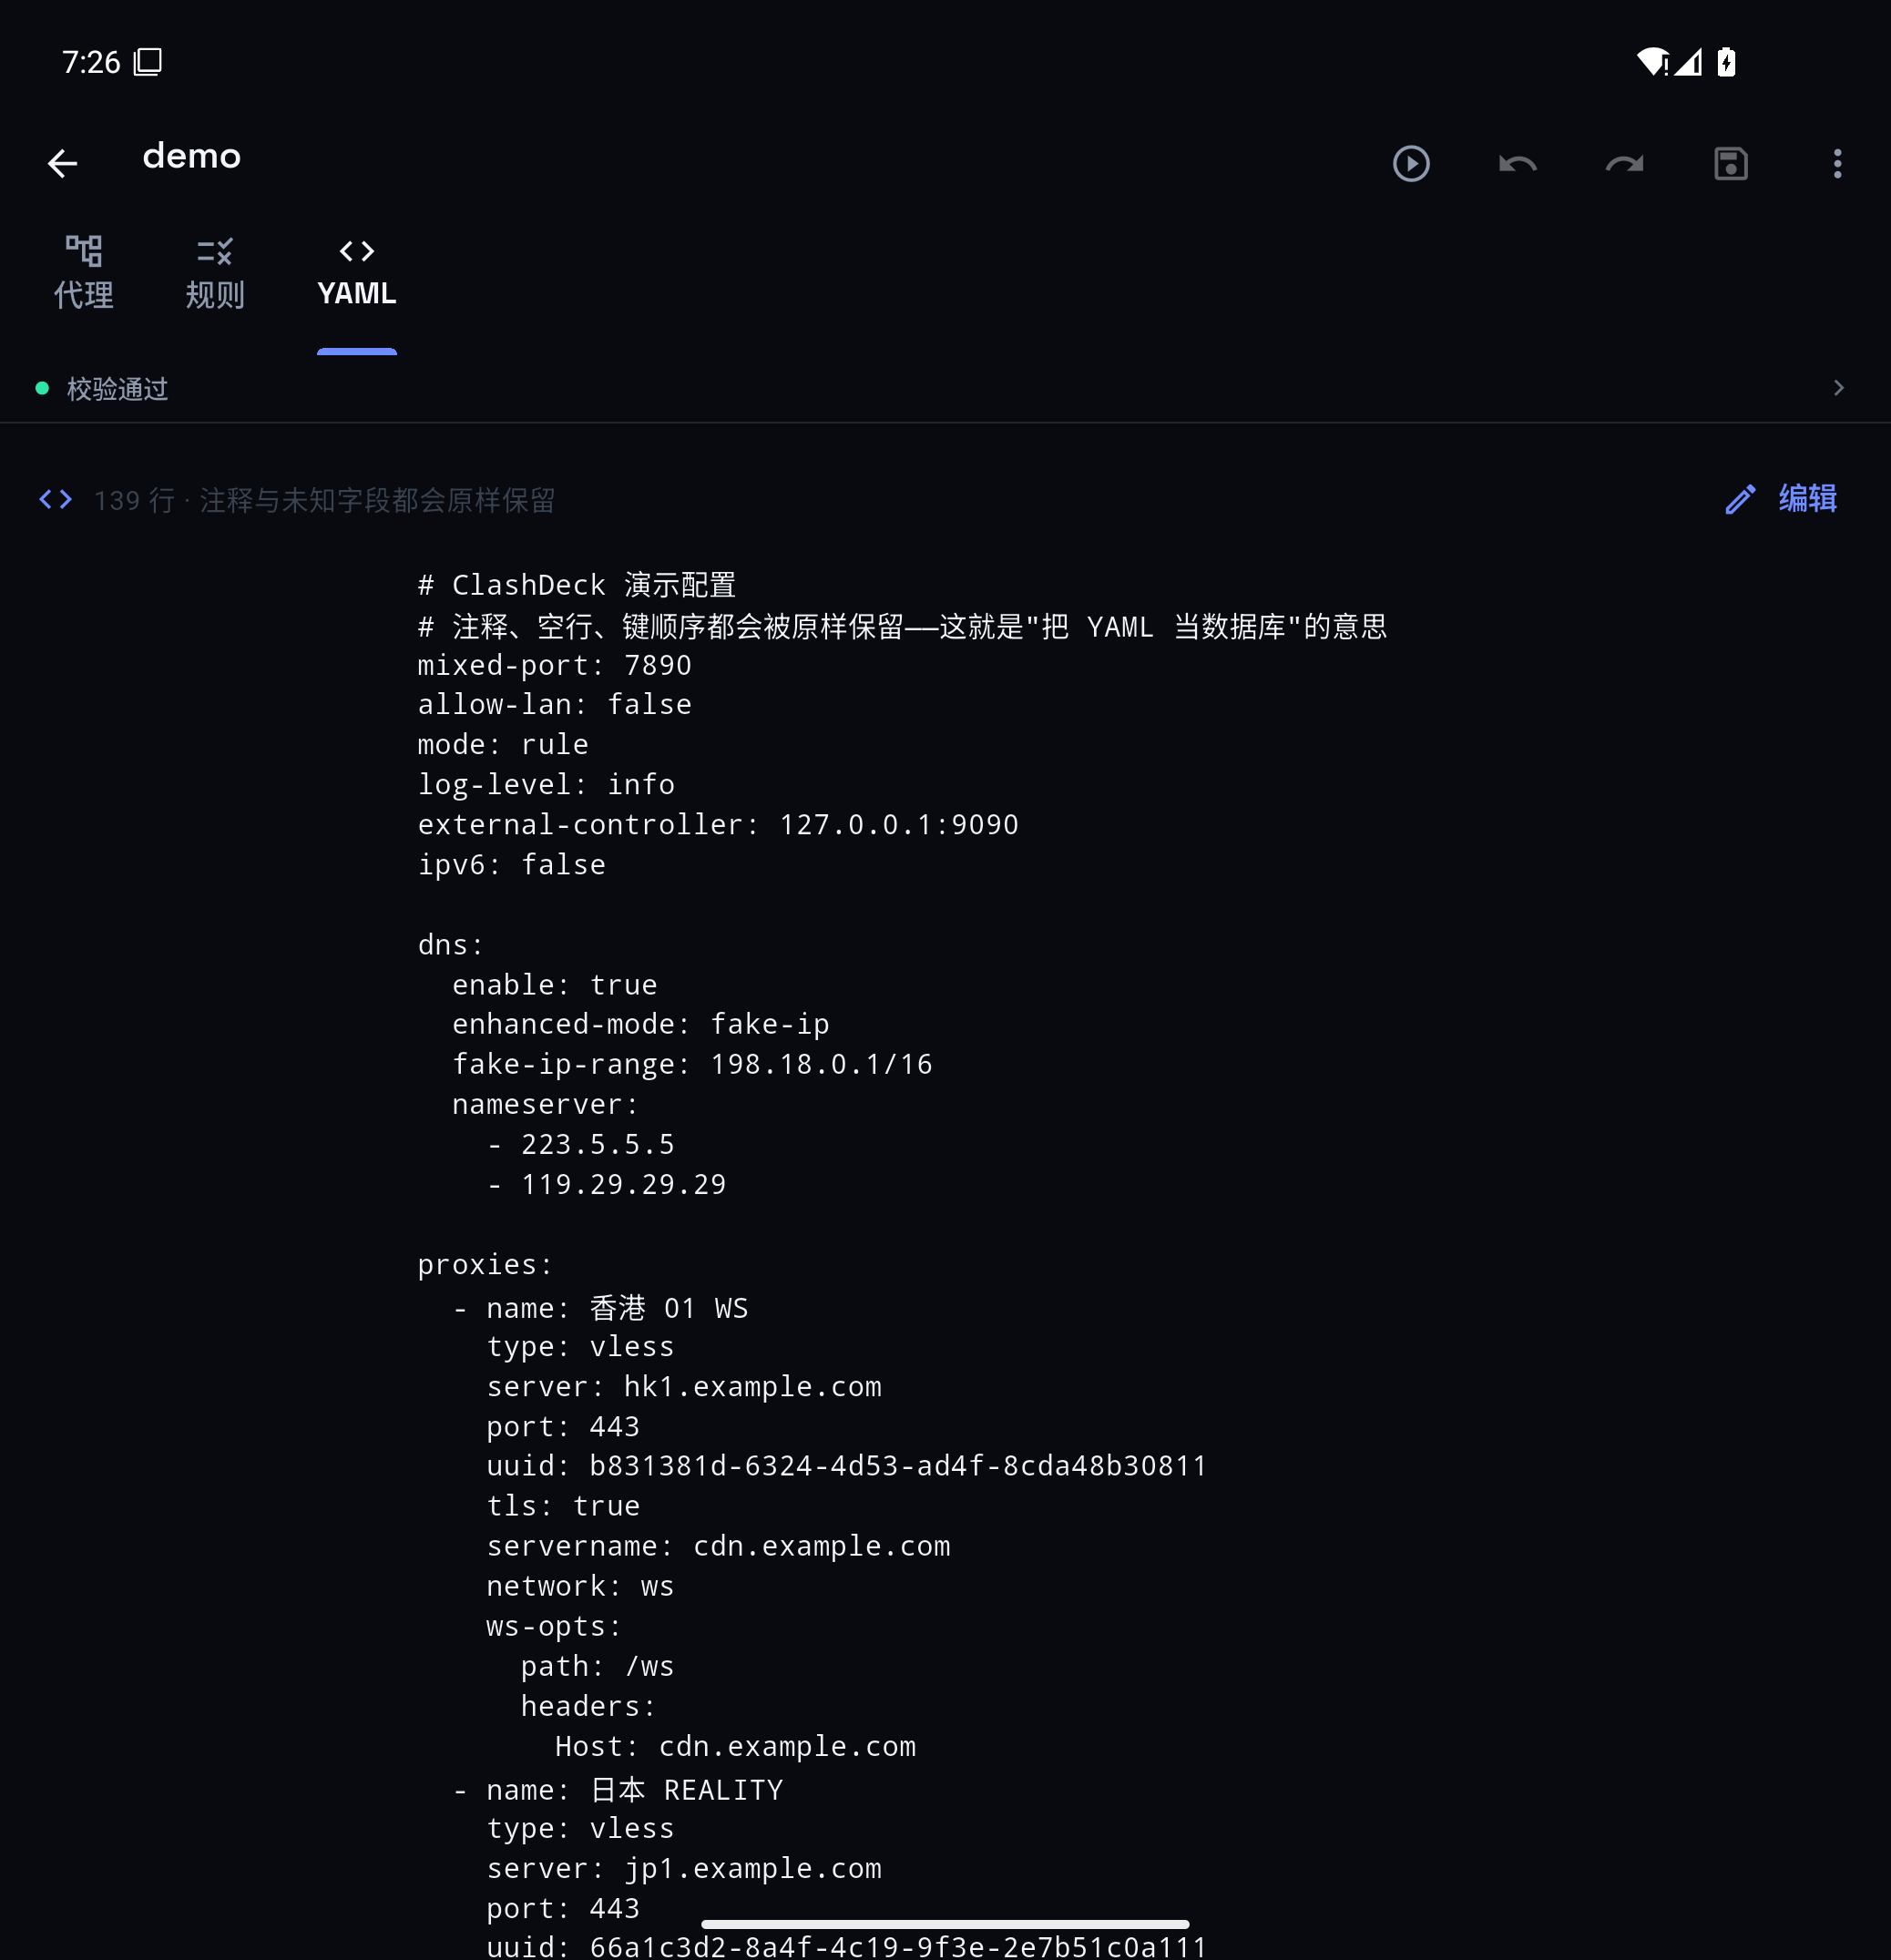 7:26
demo
代理
规则
YAML
校验通过
139 行 · 注释与未知字段都会原样保留
编辑
# ClashDeck 演示配置
# 注释、空行、键顺序都会被原样保留——这就是"把 YAML 当数据库"的意思
mixed-port: 7890
allow-lan: false
mode: rule
log-level: info
external-controller: 127.0.0.1:9090
ipv6: false
dns:
  enable: true
  enhanced-mode: fake-ip
  fake-ip-range: 198.18.0.1/16
  nameserver:
    - 223.5.5.5
    - 119.29.29.29
proxies:
  - name: 香港 01 WS
    type: vless
    server: hk1.example.com
    port: 443
    uuid: b831381d-6324-4d53-ad4f-8cda48b30811
    tls: true
    servername: cdn.example.com
    network: ws
    ws-opts:
      path: /ws
      headers:
        Host: cdn.example.com
  - name: 日本 REALITY
    type: vless
    server: jp1.example.com
    port: 443
    uuid: 66a1c3d2-8a4f-4c19-9f3e-2e7b51c0a111